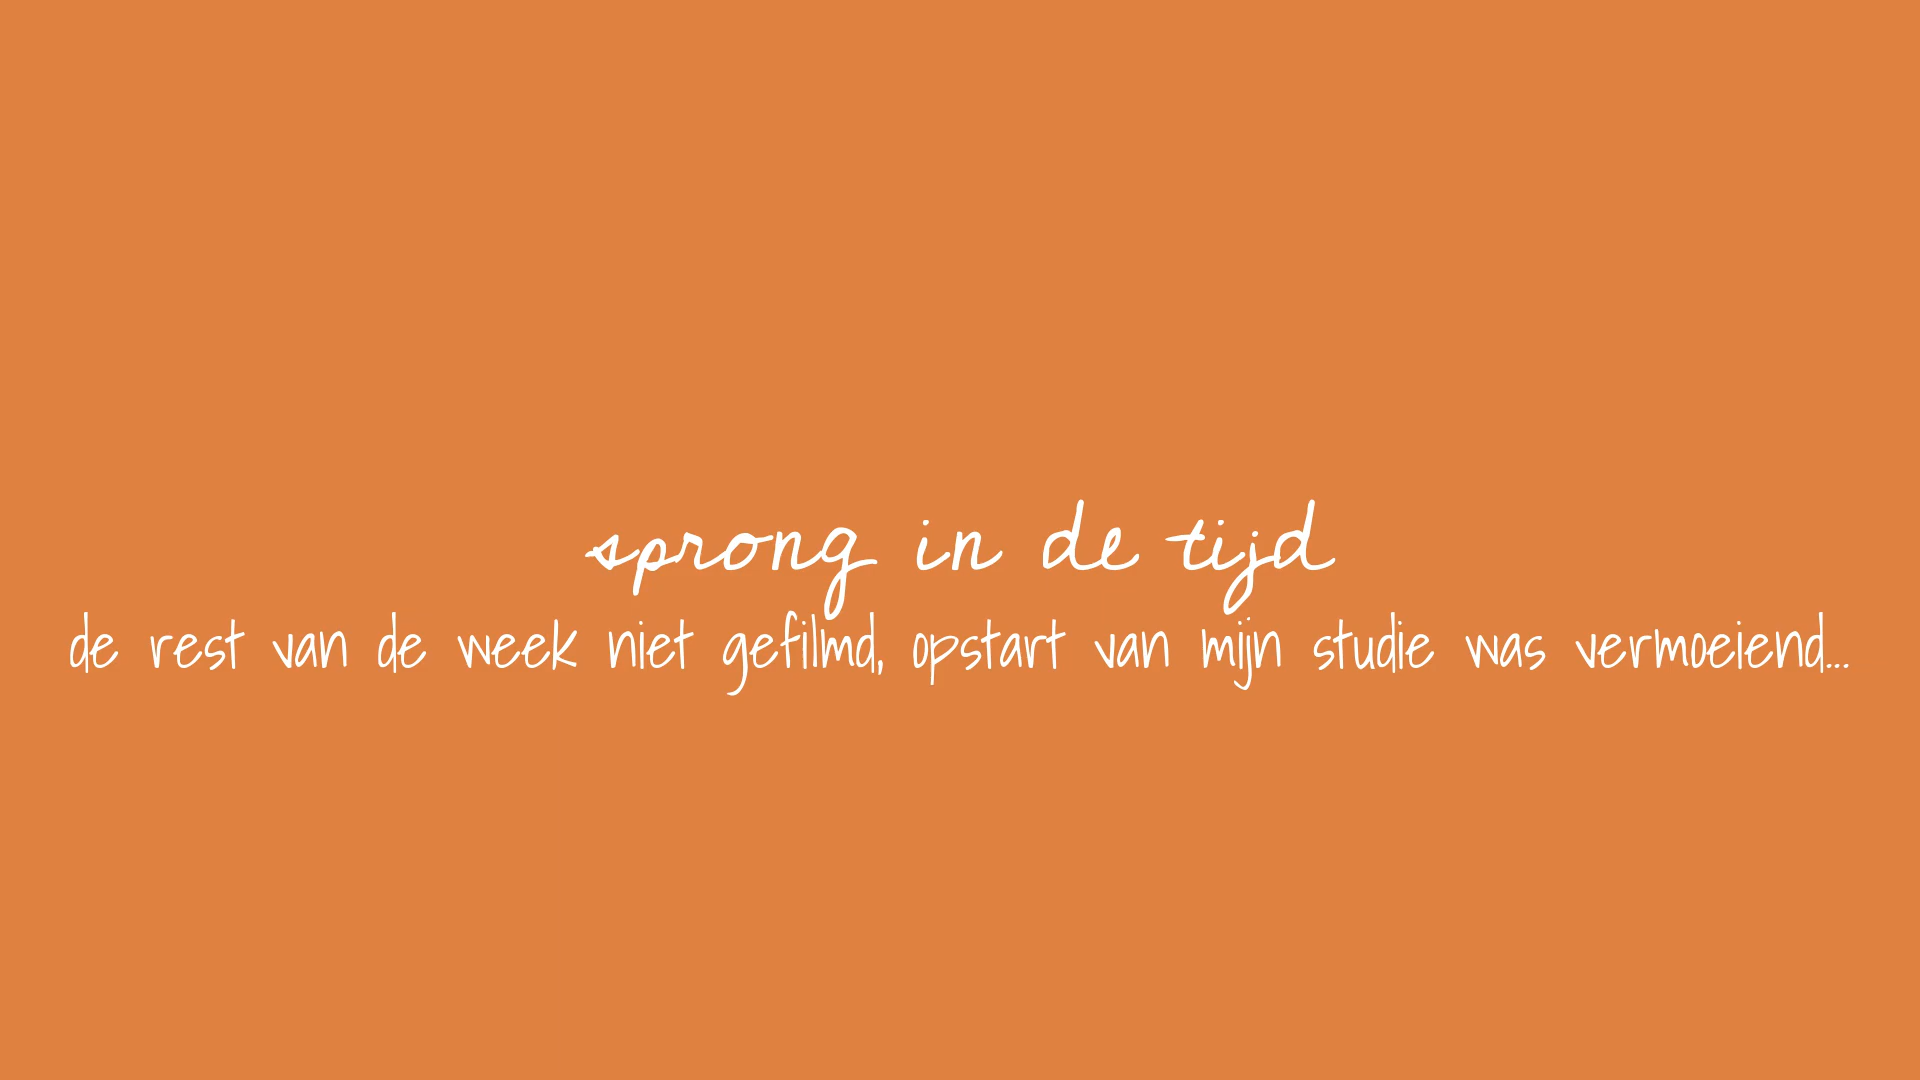 sprong in de tijd
de rest van de week niet gefilmd, opstart van mijn studie was vermoeiend...